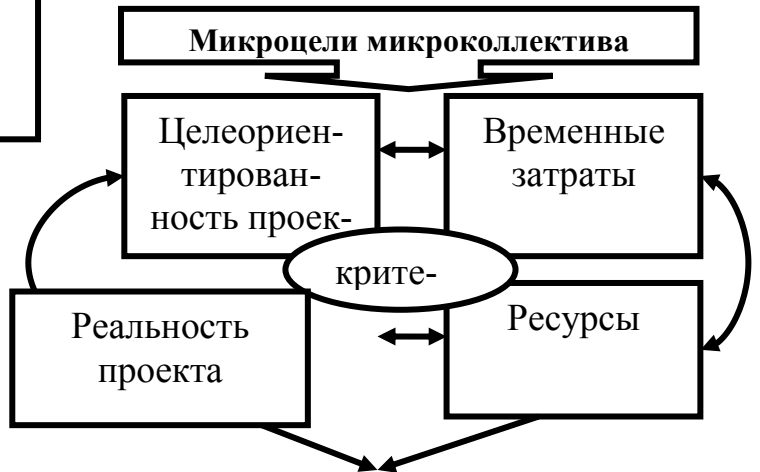 Микроцели микроколлектива
Целеориен-
тирован-
ность проек-
Временные
затраты
крите-
Реальность
проекта
Ресурсы